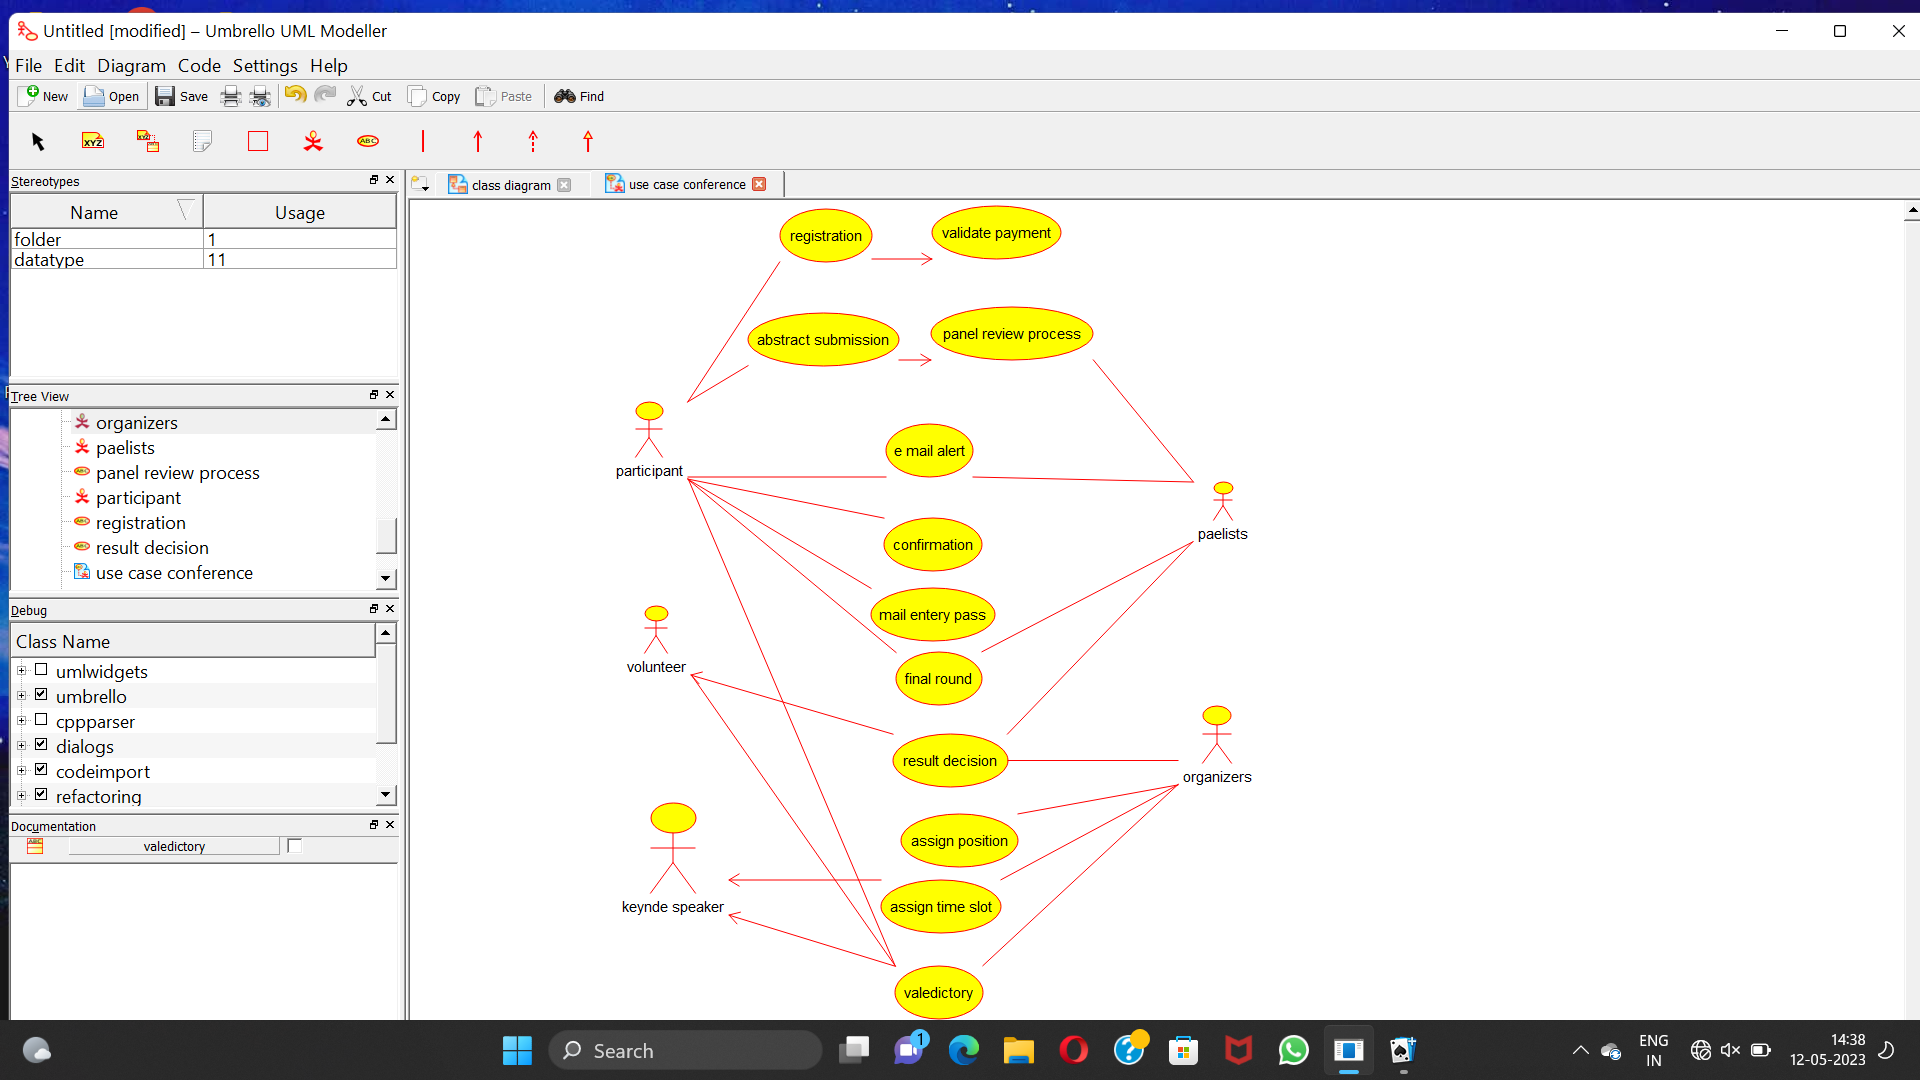 Untitled [modified] – Umbrello UML Modeller
File Edit Diagram Code Settings Help
New Open Save Cut Copy Paste Find
XYZ XYZ ABC
Stereotypes
class diagram use case conference
Name Usage
folder 1
datatype 11
Tree View
organizers
paelists
panel review process
participant
registration
result decision
use case conference
Debug
Class Name
umlwidgets
umbrello
cppparser
dialogs
codeimport
refactoring
Documentation
valedictory
registration
validate payment
abstract submission
panel review process
participant
e mail alert
paelists
confirmation
mail entery pass
volunteer
final round
result decision
organizers
assign position
keynde speaker
assign time slot
valedictory
Search
1
ENG
IN
14:38
12-05-2023